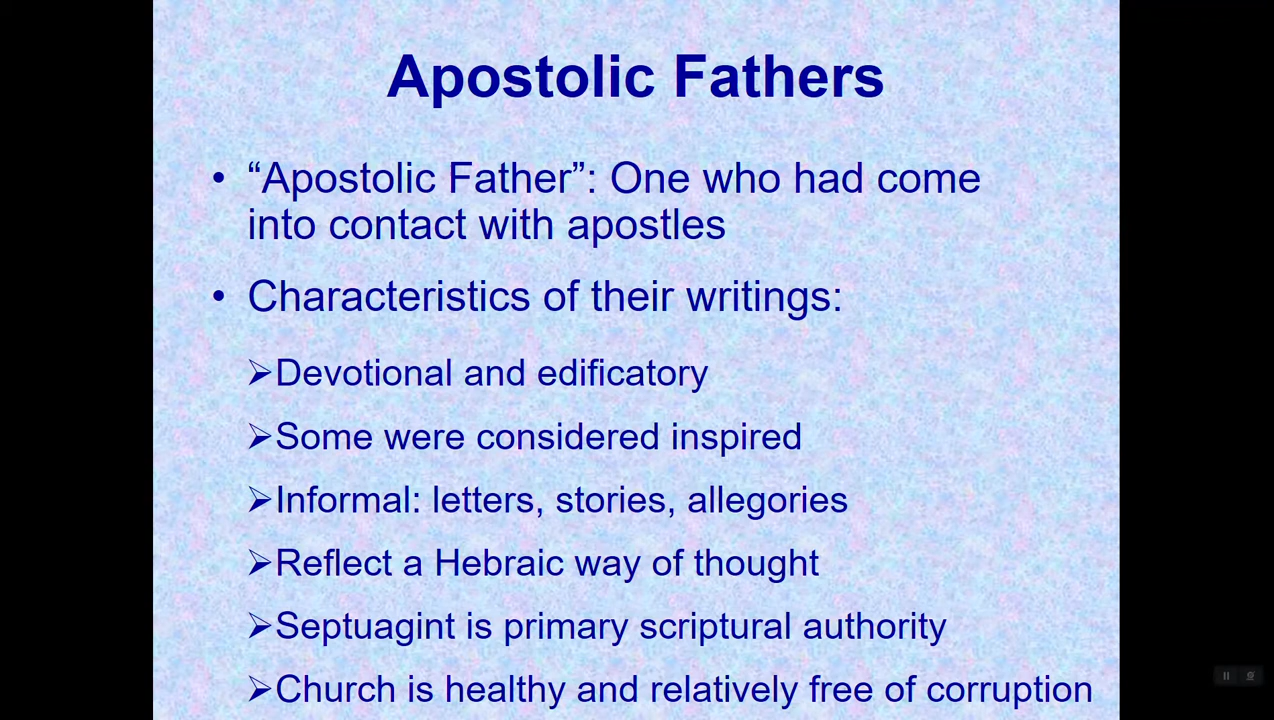 Apostolic Fathers
• “Apostolic Father”: One who had come
into contact with apostles
• Characteristics of their writings:
➢Devotional and edificatory
➢Some were considered inspired
➢Informal: letters, stories, allegories
➢Reflect a Hebraic way of thought
➢Septuagint is primary scriptural authority
➢Church is healthy and relatively free of corruption